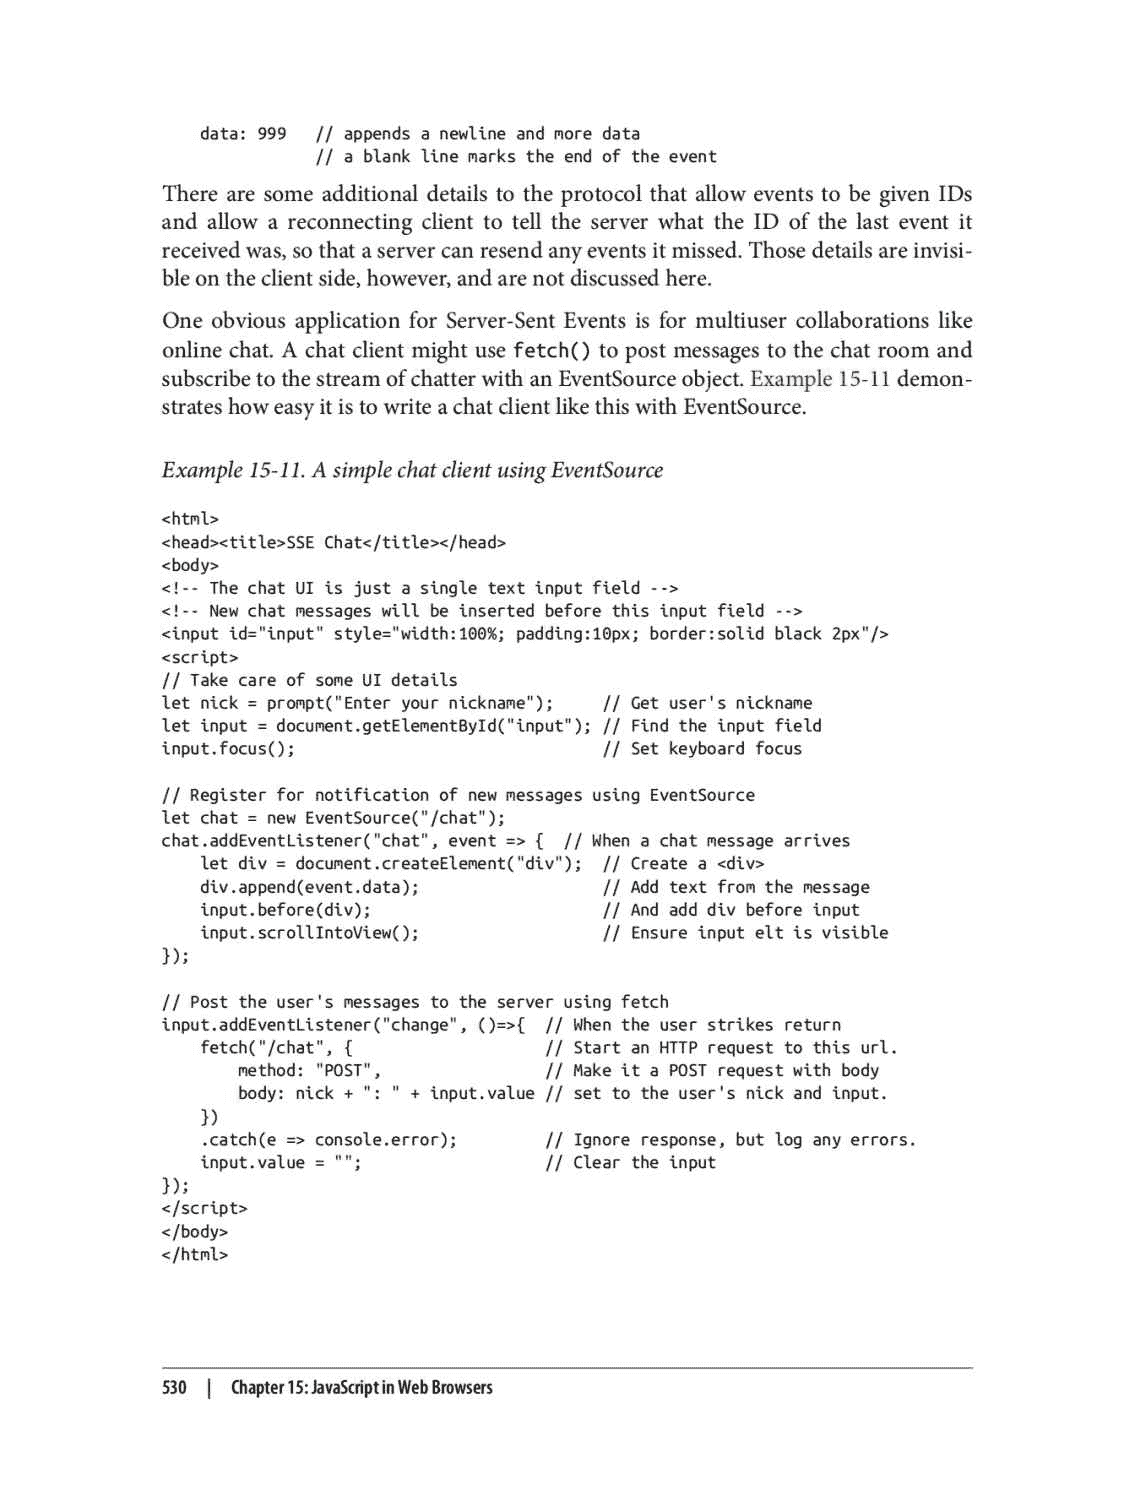 data: 999   // appends a newline and more data
            // a blank line marks the end of the event
There are some additional details to the protocol that allow events to be given IDs
and allow a reconnecting client to tell the server what the ID of the last event it
received was, so that a server can resend any events it missed. Those details are invisi-
ble on the client side, however, and are not discussed here.
One obvious application for Server-Sent Events is for multiuser collaborations like
online chat. A chat client might use fetch() to post messages to the chat room and
subscribe to the stream of chatter with an EventSource object. Example 15-11 demon-
strates how easy it is to write a chat client like this with EventSource.
Example 15-11. A simple chat client using EventSource
<html>
<head><title>SSE Chat</title></head>
<body>
<!-- The chat UI is just a single text input field -->
<!-- New chat messages will be inserted before this input field -->
<input id="input" style="width:100%; padding:10px; border:solid black 2px"/>
<script>
// Take care of some UI details
let nick = prompt("Enter your nickname");     // Get user's nickname
let input = document.getElementById("input"); // Find the input field
input.focus();                                // Set keyboard focus
// Register for notification of new messages using EventSource
let chat = new EventSource("/chat");
chat.addEventListener("chat", event => {  // When a chat message arrives
    let div = document.createElement("div");  // Create a <div>
    div.append(event.data);                   // Add text from the message
    input.before(div);                        // And add div before input
    input.scrollIntoView();                   // Ensure input elt is visible
});
// Post the user's messages to the server using fetch
input.addEventListener("change", ()=>{  // When the user strikes return
    fetch("/chat", {                    // Start an HTTP request to this url.
        method: "POST",                 // Make it a POST request with body
        body: nick + ": " + input.value // set to the user's nick and input.
    })
    .catch(e => console.error);         // Ignore response, but log any errors.
    input.value = "";                   // Clear the input
});
</script>
</body>
</html>
530 | Chapter 15: JavaScript in Web Browsers